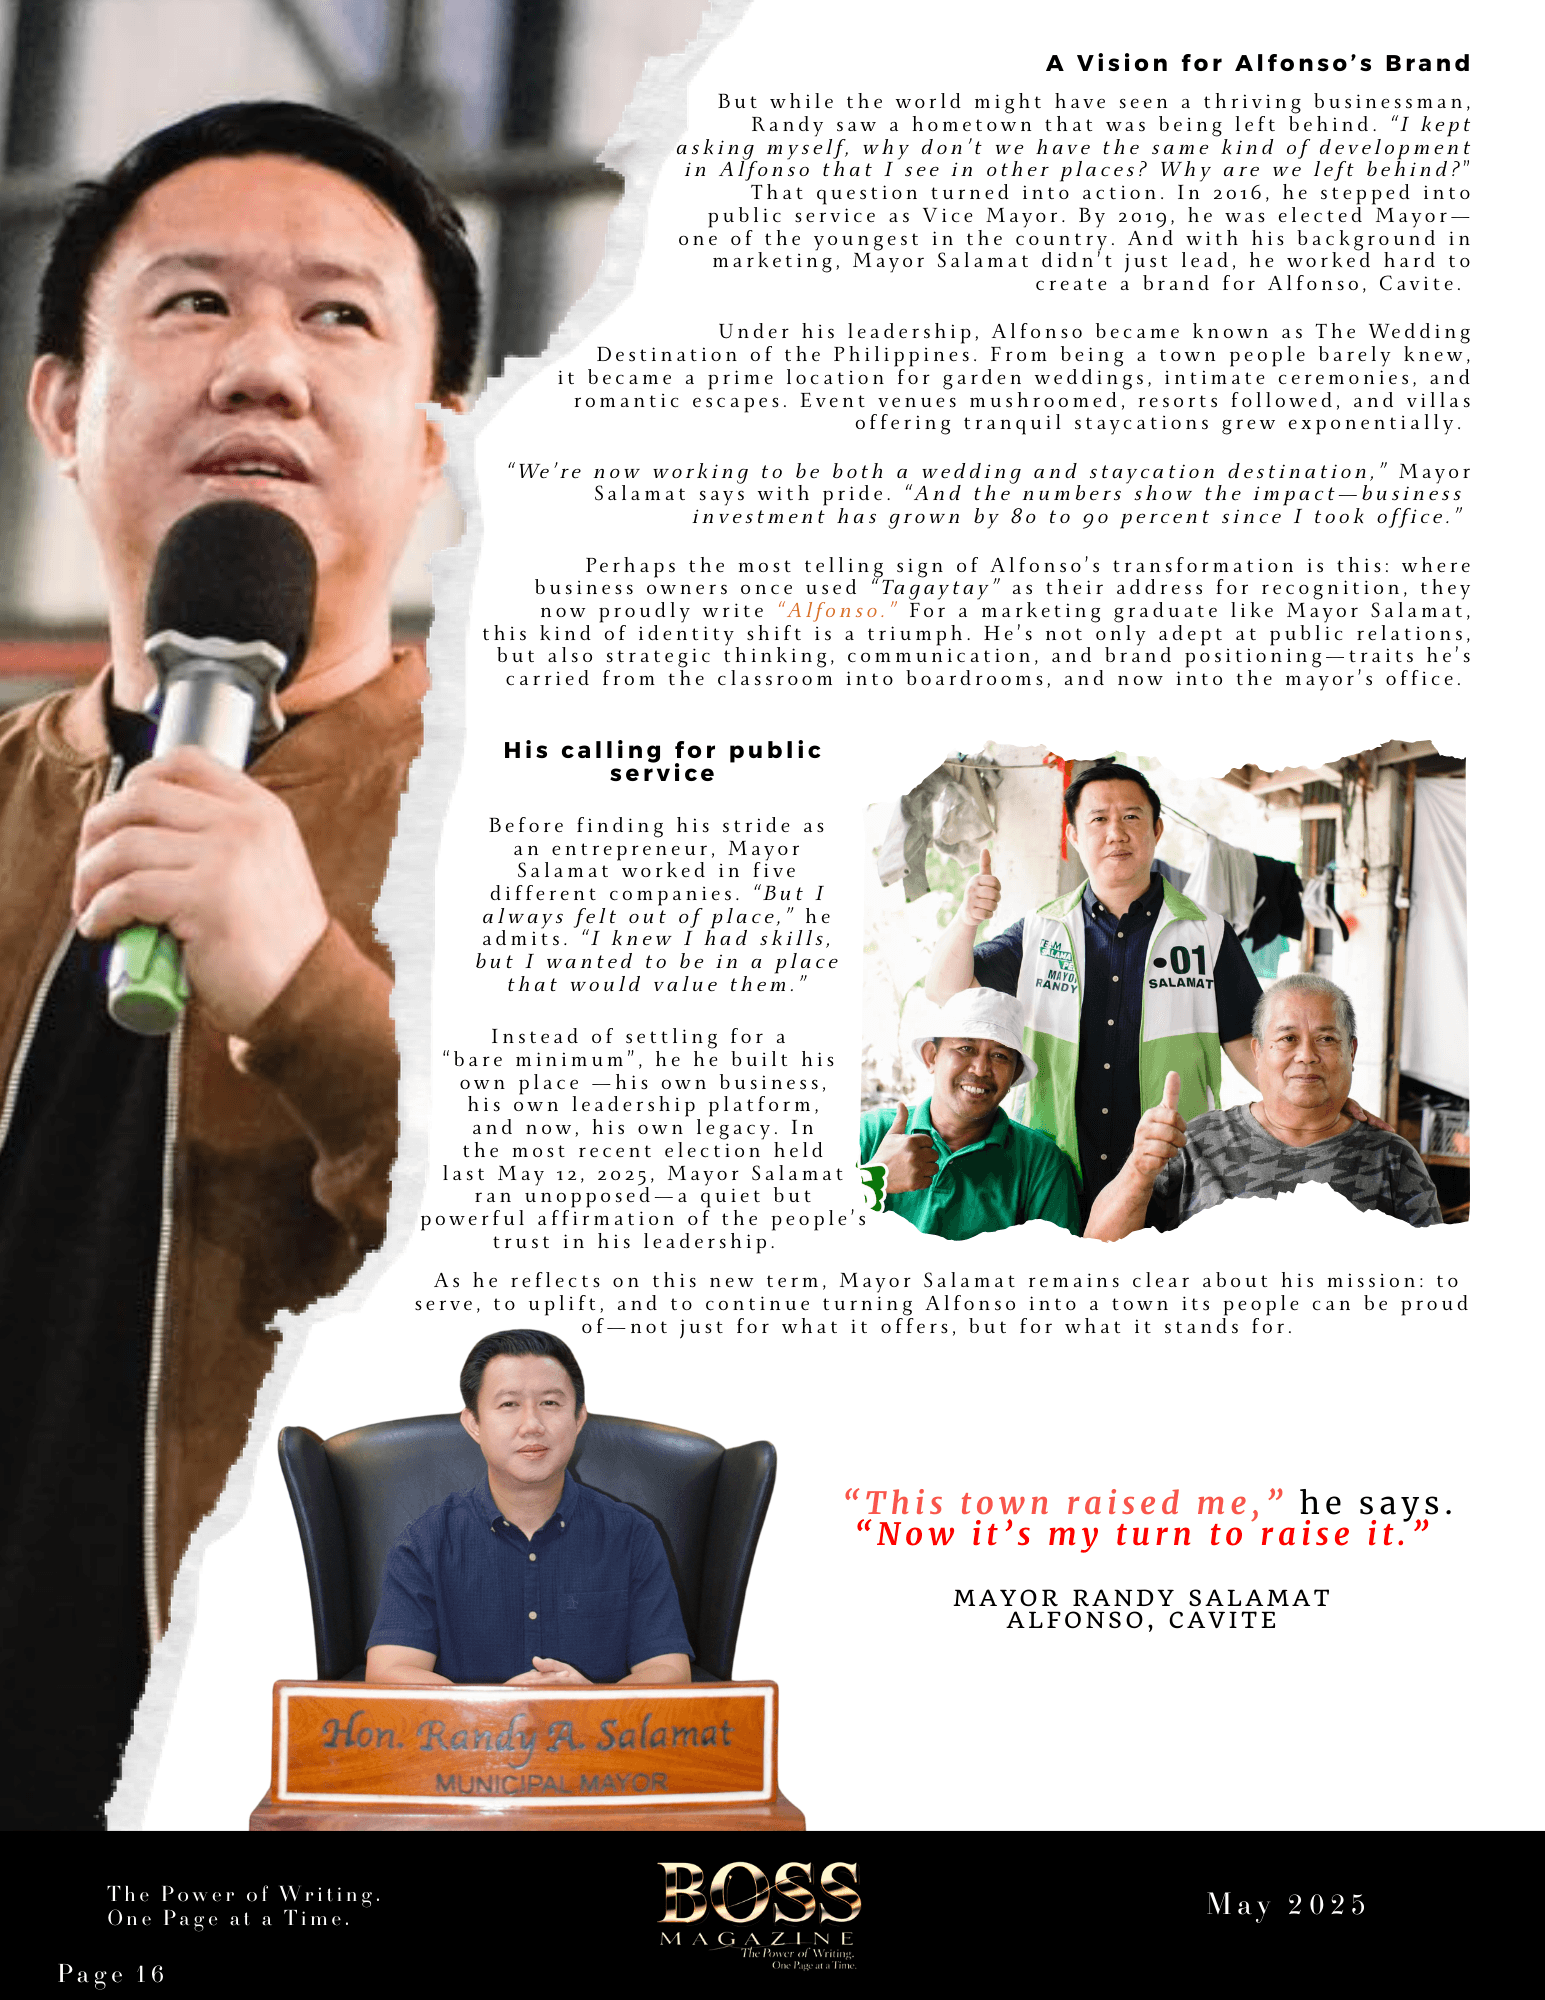 A Vision for Alfonso’s Brand
But while the world might have seen a thriving businessman,
Randy saw a hometown that was being left behind. “I kept
asking myself, why don't we have the same kind of development
in Alfonso that I see in other places? Why are we left behind?"
That question turned into action. In 2016, he stepped into
public service as Vice Mayor. By 2019, he was elected Mayor—
one of the youngest in the country. And with his background in
marketing, Mayor Salamat didn't just lead, he worked hard to
create a brand for Alfonso, Cavite.
Under his leadership, Alfonso became known as The Wedding
Destination of the Philippines. From being a town people barely knew,
it became a prime location for garden weddings, intimate ceremonies, and
romantic escapes. Event venues mushroomed, resorts followed, and villas
offering tranquil staycations grew exponentially.
“We're now working to be both a wedding and staycation destination,” Mayor
Salamat says with pride. “And the numbers show the impact—business
investment has grown by 80 to 90 percent since I took office.”
Perhaps the most telling sign of Alfonso's transformation is this: where
business owners once used “Tagaytay” as their address for recognition, they
now proudly write “Alfonso.” For a marketing graduate like Mayor Salamat,
this kind of identity shift is a triumph. He's not only adept at public relations,
but also strategic thinking, communication, and brand positioning—traits he's
carried from the classroom into boardrooms, and now into the mayor's office.
His calling for public
service
Before finding his stride as
an entrepreneur, Mayor
Salamat worked in five
different companies. “But I
always felt out of place,” he
admits. “I knew I had skills,
but I wanted to be in a place
that would value them.”
Instead of settling for a
“bare minimum”, he he built his
own place —his own business,
his own leadership platform,
and now, his own legacy. In
the most recent election held
last May 12, 2025, Mayor Salamat
ran unopposed—a quiet but
powerful affirmation of the people's
trust in his leadership.
MAYOR
RANDY
01
SALAMAT
As he reflects on this new term, Mayor Salamat remains clear about his mission: to
serve, to uplift, and to continue turning Alfonso into a town its people can be proud
of—not just for what it offers, but for what it stands for.
“This town raised me,” he says.
“Now it’s my turn to raise it.”
MAYOR RANDY SALAMAT
ALFONSO, CAVITE
Hon. Randy A. Salamat
MUNICIPAL MAYOR
The Power of Writing.
One Page at a Time.
Page 16
BOSS
MAGAZINE
The Power of Writing.
One Page at a Time.
May 2025